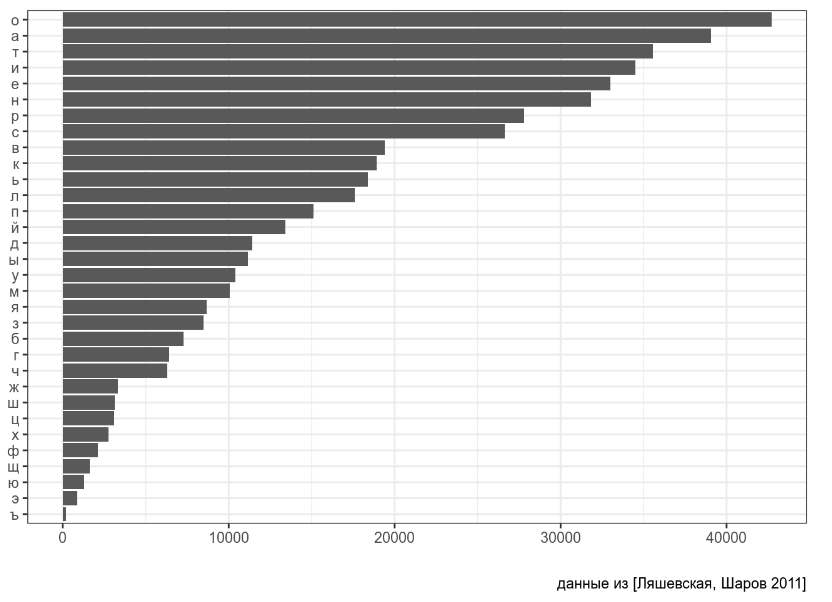 о
а
т
и
е
н
р
с
в
к
ь
л
п
й
д
ы
у
м
я
з
б
г
ч
ж
ш
ц
х
ф
щ
ю
э
ъ
0 10000 20000 30000 40000
данные из [Ляшевская, Шаров 2011]